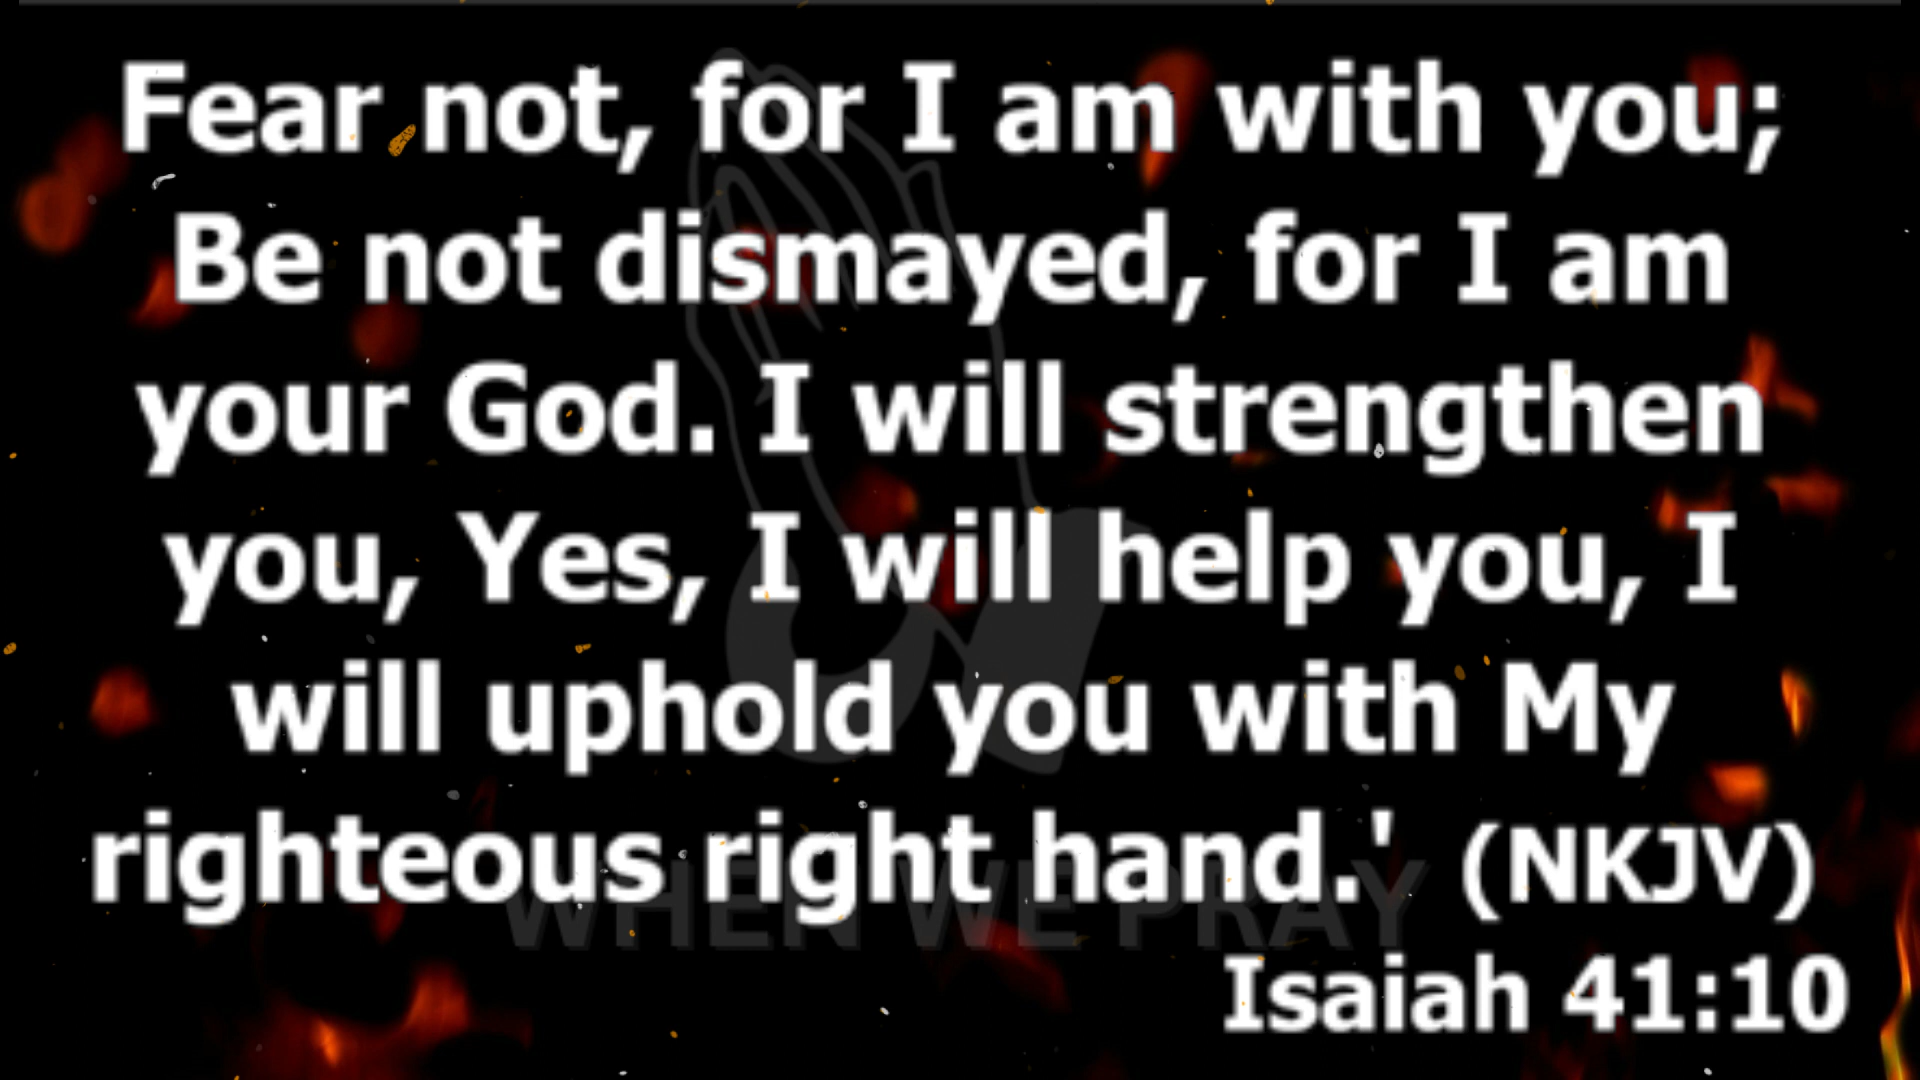 Fear not, for I am with you;
Be not dismayed, for I am
your God. I will strengthen
you, Yes, I will help you, I
will uphold you with My
righteous right hand.' (NKJV)
WHEN WE PRAY
Isaiah 41:10